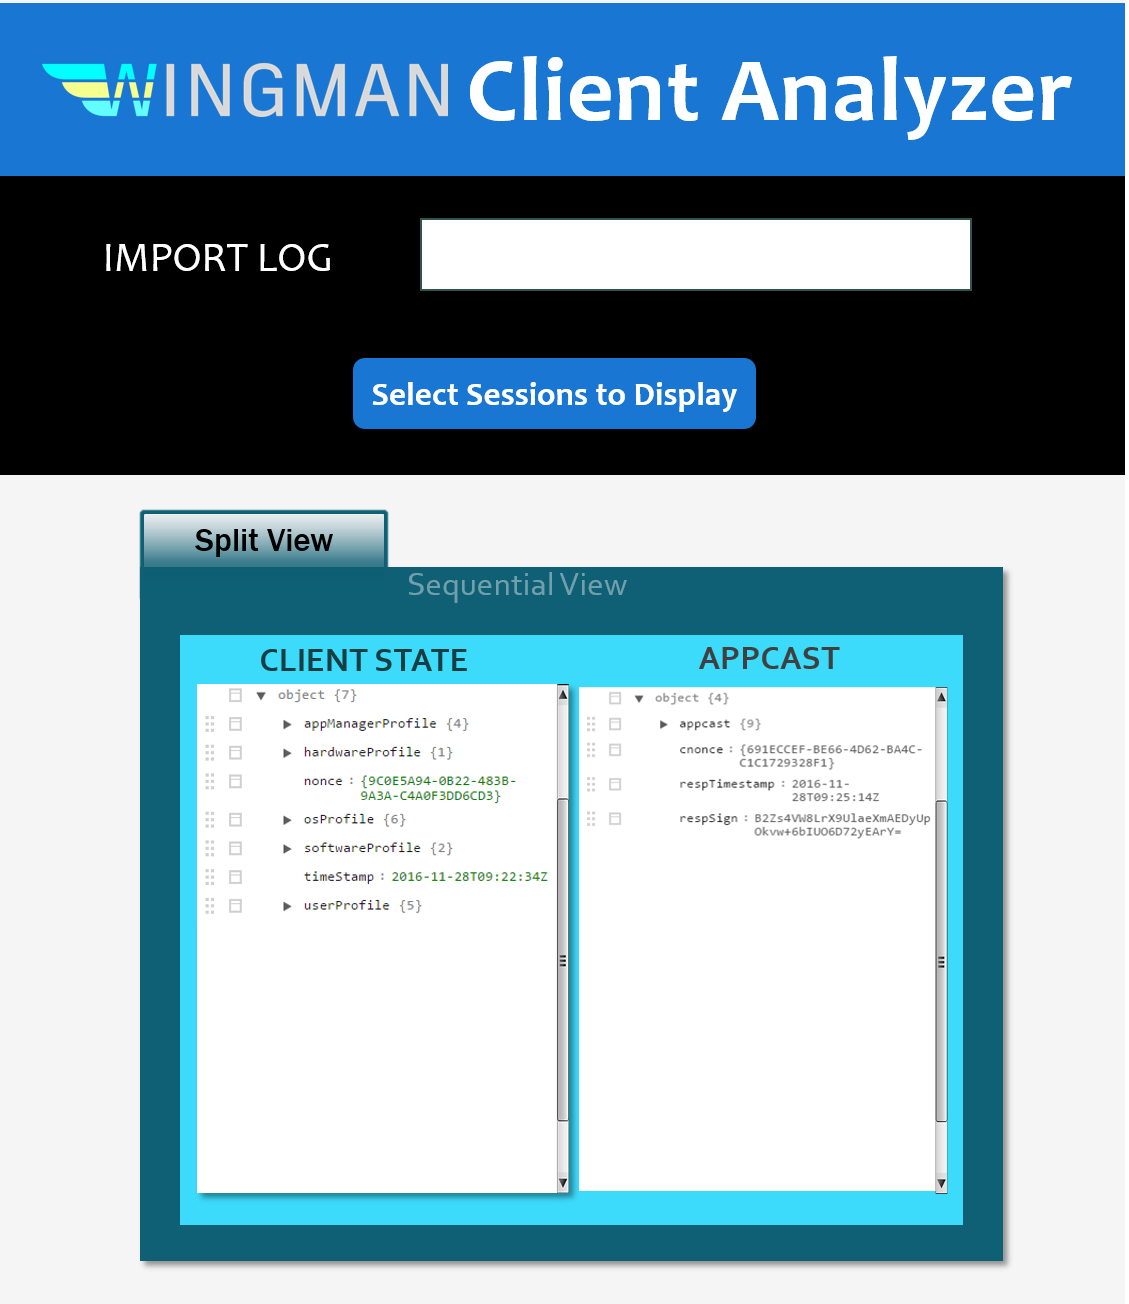 WINGMAN Client Analyzer
IMPORT LOG
Select Sessions to Display
Split View
Sequential View
CLIENT STATE
object {7}
appManagerProfile {4}
hardwareProfile {1}
nonce : {9C0E5A94-0B22-483B-
9A3A-C4A0F3DD6CD3}
osProfile {6}
softwareProfile {2}
timeStamp : 2016-11-28T09:22:34Z
userProfile {5}
APPCAST
object {4}
appcast {9}
cnonce : {691ECCEF-BE66-4D62-BA4C-
C1C1729328F1}
respTimestamp : 2016-11-
28T09:25:14Z
respSign : B2Zs4VW8LrX9UlaeXmAEDyUp
Okvw+6bIUO6D72yEArY=